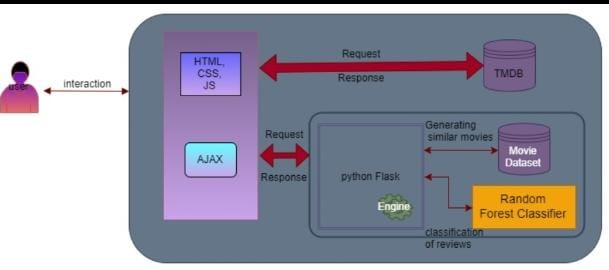 user
interaction
HTML,
CSS,
JS
Request
Response
TMDB
AJAX
Request
Response
python Flask
Engine
Generating
similar movies
Movie
Dataset
Random
Forest Classifier
classification
of reviews